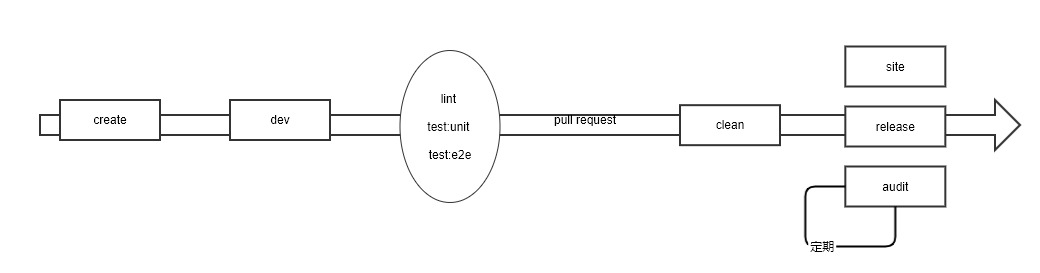 create
dev
lint
test:unit
test:e2e
pull request
clean
site
release
audit
定期